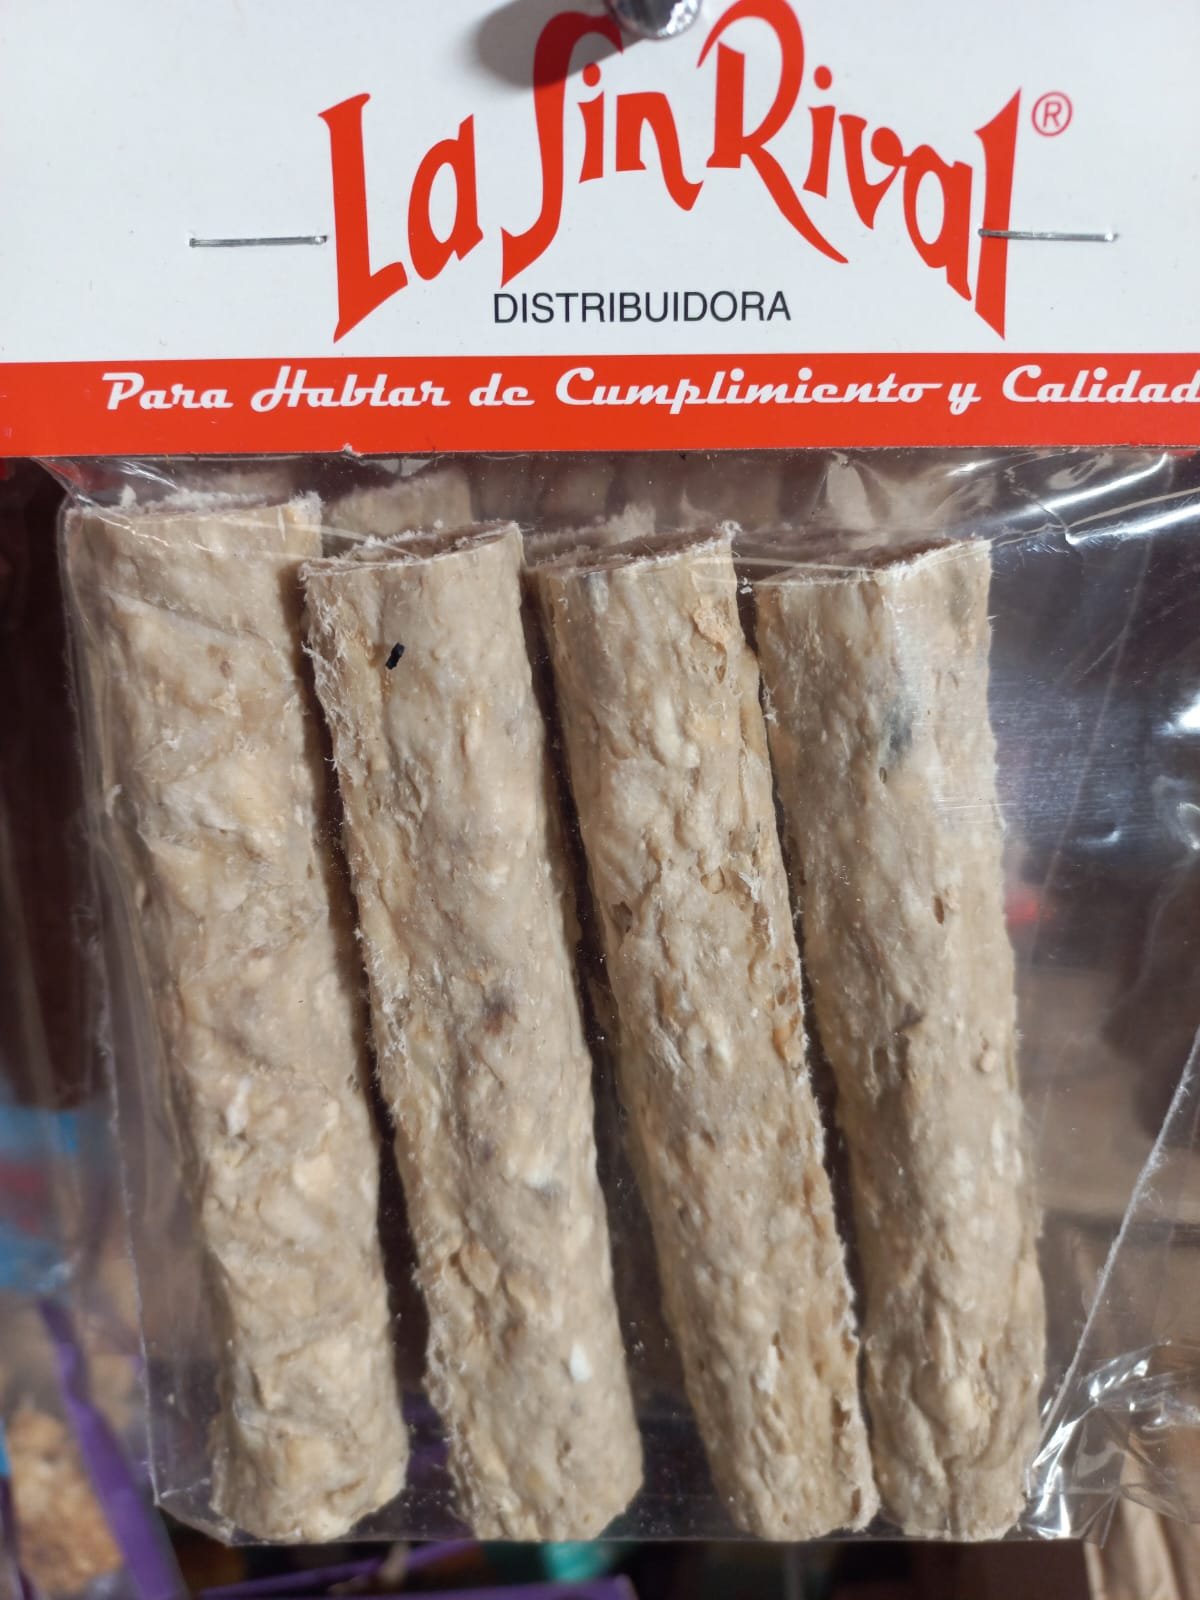 La Sin Rival ®
DISTRIBUIDORA
Para Hablar de Cumplimiento y Calidad